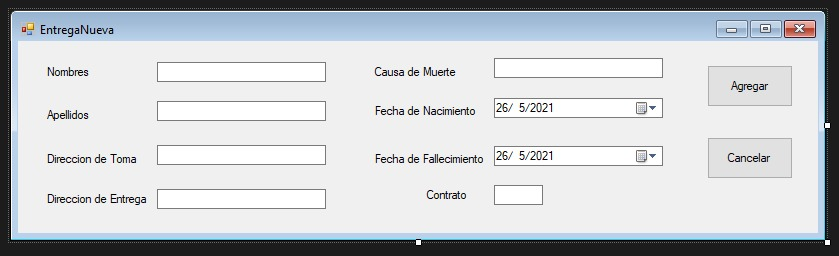 EntregaNueva
Nombres
Apellidos
Direccion de Toma
Direccion de Entrega
Causa de Muerte
Fecha de Nacimiento
26/ 5/2021
Fecha de Fallecimiento
26/ 5/2021
Contrato
Agregar
Cancelar